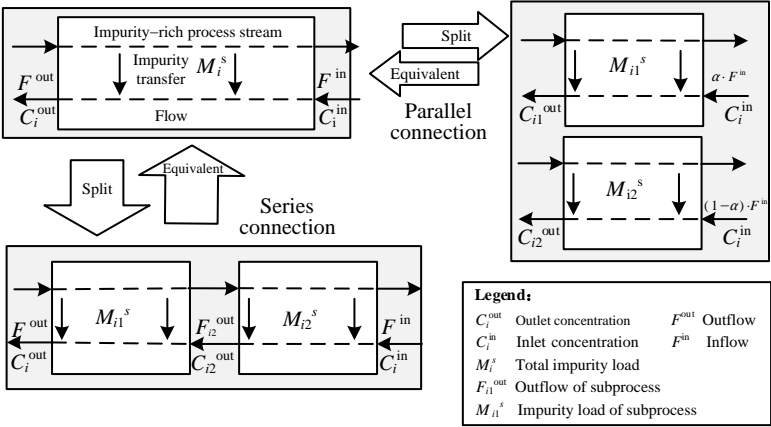 Impurity-rich process stream
Impurity transfer
M_i^s
F^out
C_i^out
F^in
C_i^in
Flow
Split
Equivalent
Parallel connection
M_i1^s
α·F^in
C_i1^out
C_i^in
M_i2^s
(1-α)·F^in
C_i2^out
C_i^in
Split
Equivalent
Series connection
F^out
C_i^out
M_i1^s
F_i2^out
C_i2^out
M_i2^s
F^in
C_i^in
Legend:
C_i^out Outlet concentration F^out Outflow
C_i^in Inlet concentration F^in Inflow
M_i^s Total impurity load
F_i1^out Outflow of subprocess
M_i1^s Impurity load of subprocess